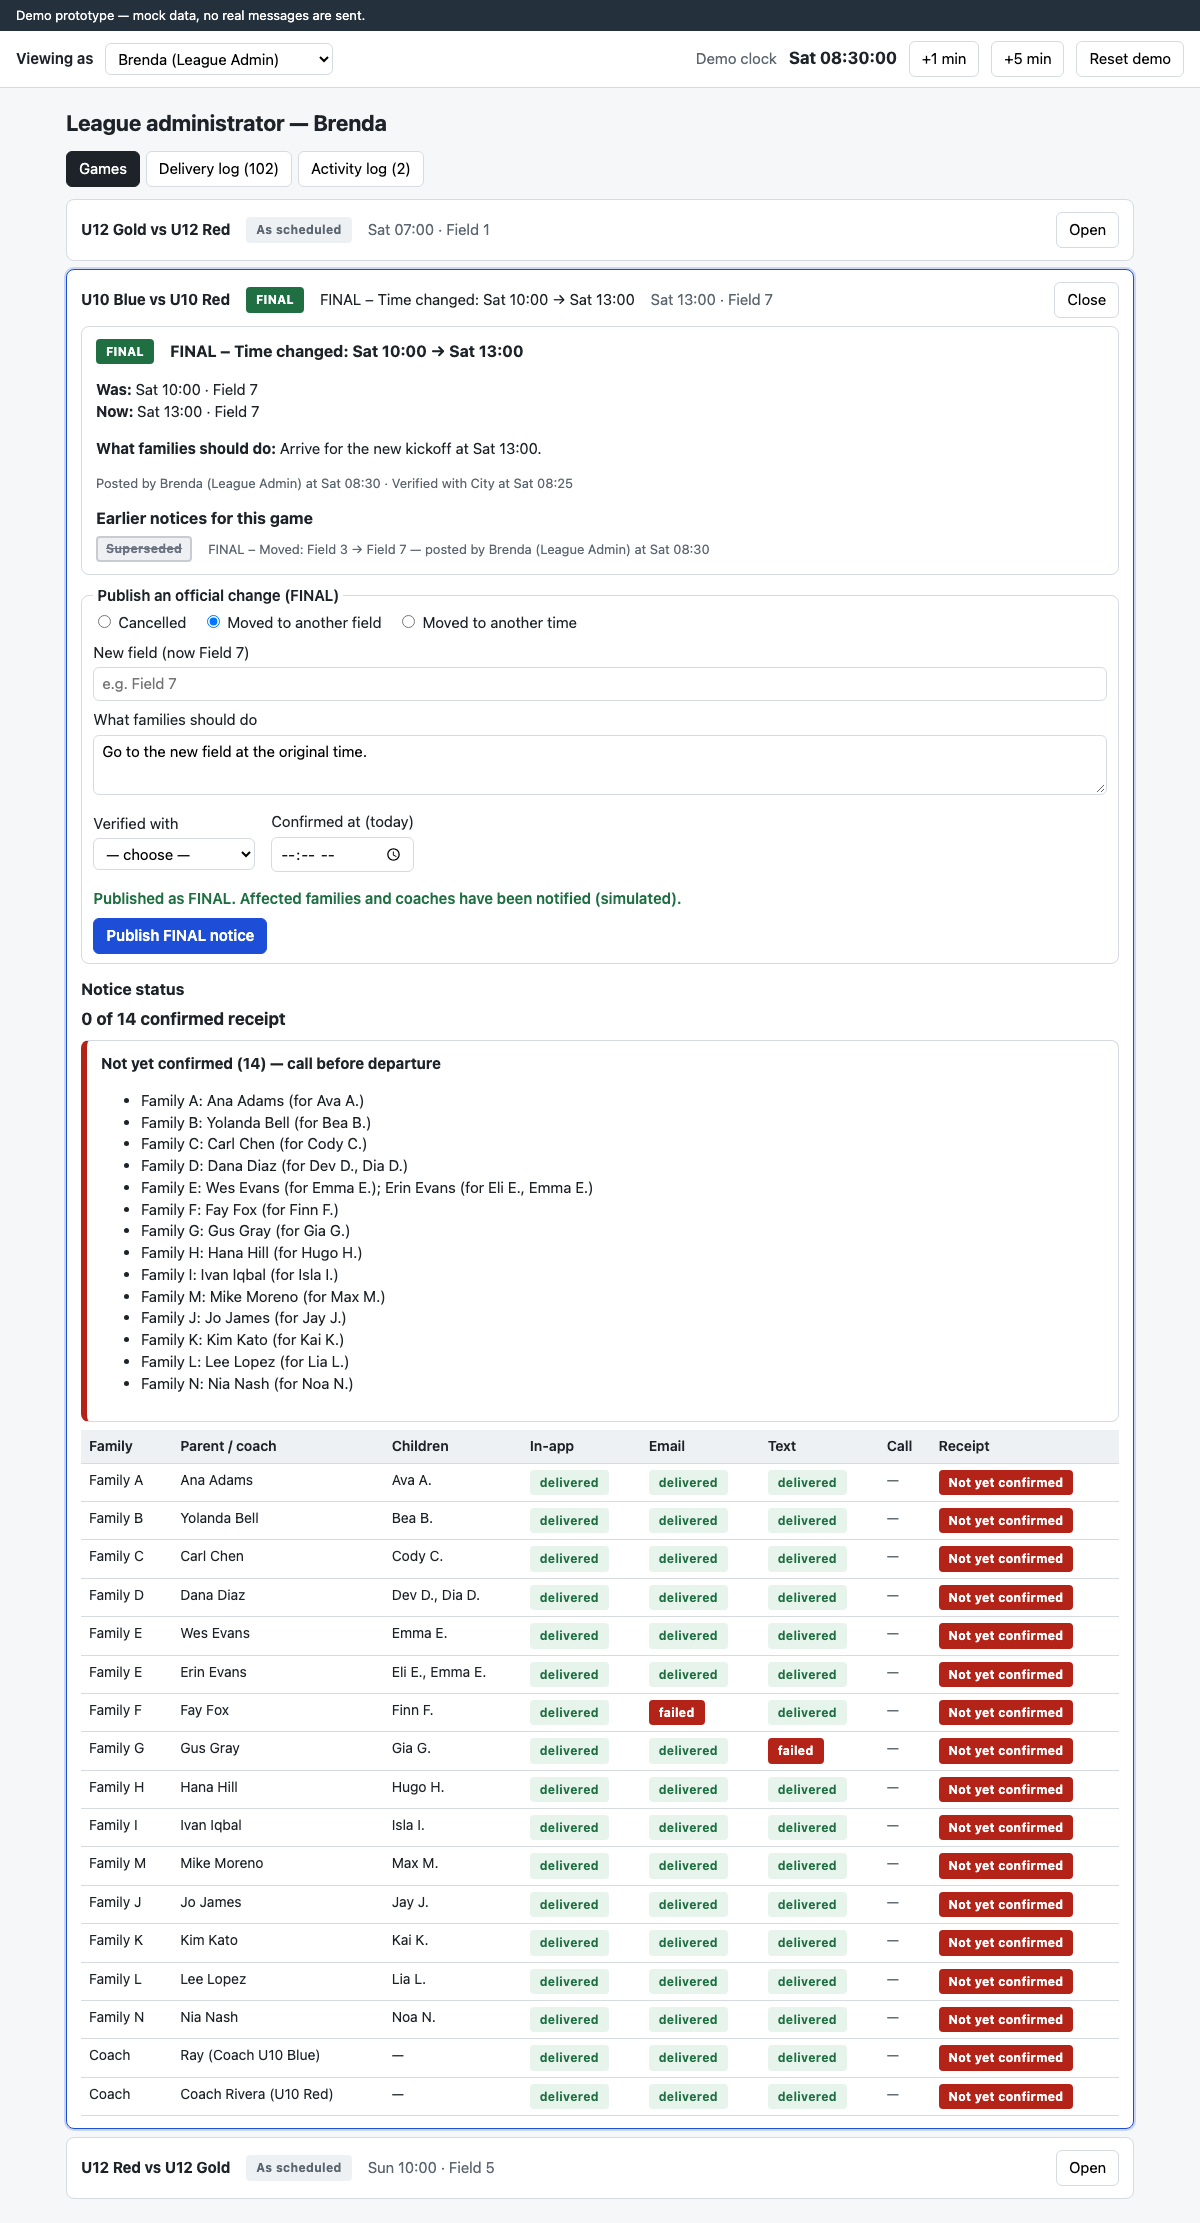 Demo prototype — mock data, no real messages are sent.
Viewing as Brenda (League Admin) Demo clock Sat 08:30:00 +1 min +5 min Reset demo
League administrator — Brenda
Games Delivery log (102) Activity log (2)
U12 Gold vs U12 Red As scheduled Sat 07:00 · Field 1 Open
U10 Blue vs U10 Red FINAL FINAL – Time changed: Sat 10:00 → Sat 13:00 Sat 13:00 · Field 7 Close
FINAL FINAL – Time changed: Sat 10:00 → Sat 13:00
Was: Sat 10:00 · Field 7
Now: Sat 13:00 · Field 7
What families should do: Arrive for the new kickoff at Sat 13:00.
Posted by Brenda (League Admin) at Sat 08:30 · Verified with City at Sat 08:25
Earlier notices for this game
Superseded FINAL – Moved: Field 3 → Field 7 — posted by Brenda (League Admin) at Sat 08:30
Publish an official change (FINAL)
Cancelled Moved to another field Moved to another time
New field (now Field 7)
e.g. Field 7
What families should do
Go to the new field at the original time.
Verified with Confirmed at (today)
— choose — --:-- --
Published as FINAL. Affected families and coaches have been notified (simulated).
Publish FINAL notice
Notice status
0 of 14 confirmed receipt
Not yet confirmed (14) — call before departure
• Family A: Ana Adams (for Ava A.)
• Family B: Yolanda Bell (for Bea B.)
• Family C: Carl Chen (for Cody C.)
• Family D: Dana Diaz (for Dev D., Dia D.)
• Family E: Wes Evans (for Emma E.); Erin Evans (for Eli E., Emma E.)
• Family F: Fay Fox (for Finn F.)
• Family G: Gus Gray (for Gia G.)
• Family H: Hana Hill (for Hugo H.)
• Family I: Ivan Iqbal (for Isla I.)
• Family M: Mike Moreno (for Max M.)
• Family J: Jo James (for Jay J.)
• Family K: Kim Kato (for Kai K.)
• Family L: Lee Lopez (for Lia L.)
• Family N: Nia Nash (for Noa N.)
Family Parent / coach Children In-app Email Text Call Receipt
Family A Ana Adams Ava A. delivered delivered delivered — Not yet confirmed
Family B Yolanda Bell Bea B. delivered delivered delivered — Not yet confirmed
Family C Carl Chen Cody C. delivered delivered delivered — Not yet confirmed
Family D Dana Diaz Dev D., Dia D. delivered delivered delivered — Not yet confirmed
Family E Wes Evans Emma E. delivered delivered delivered — Not yet confirmed
Family E Erin Evans Eli E., Emma E. delivered delivered delivered — Not yet confirmed
Family F Fay Fox Finn F. delivered failed delivered — Not yet confirmed
Family G Gus Gray Gia G. delivered delivered failed — Not yet confirmed
Family H Hana Hill Hugo H. delivered delivered delivered — Not yet confirmed
Family I Ivan Iqbal Isla I. delivered delivered delivered — Not yet confirmed
Family M Mike Moreno Max M. delivered delivered delivered — Not yet confirmed
Family J Jo James Jay J. delivered delivered delivered — Not yet confirmed
Family K Kim Kato Kai K. delivered delivered delivered — Not yet confirmed
Family L Lee Lopez Lia L. delivered delivered delivered — Not yet confirmed
Family N Nia Nash Noa N. delivered delivered delivered — Not yet confirmed
Coach Ray (Coach U10 Blue) — delivered delivered delivered — Not yet confirmed
Coach Coach Rivera (U10 Red) — delivered delivered delivered — Not yet confirmed
U12 Red vs U12 Gold As scheduled Sun 10:00 · Field 5 Open